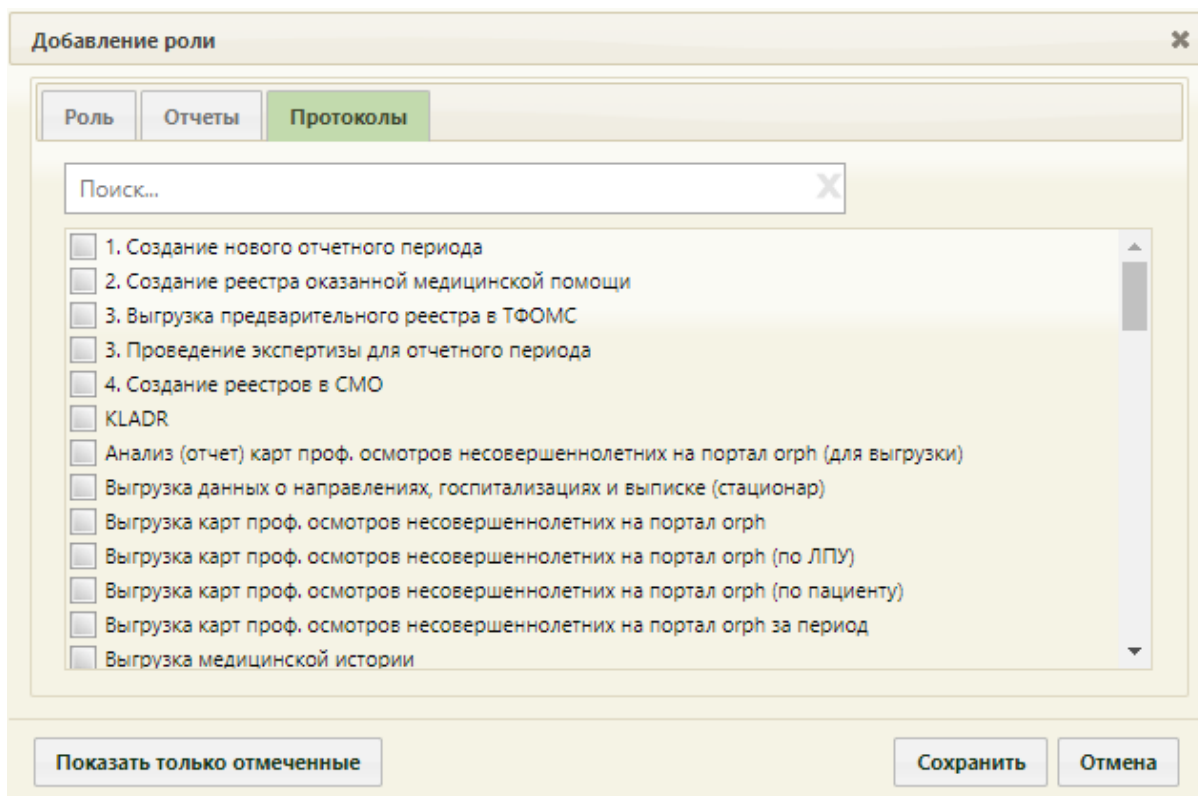 Добавление роли
Роль Отчеты Протоколы
Поиск...
1. Создание нового отчетного периода
2. Создание реестра оказанной медицинской помощи
3. Выгрузка предварительного реестра в ТФОМС
3. Проведение экспертизы для отчетного периода
4. Создание реестров в СМО
KLADR
Анализ (отчет) карт проф. осмотров несовершеннолетних на портал orph (для выгрузки)
Выгрузка данных о направлениях, госпитализациях и выписке (стационар)
Выгрузка карт проф. осмотров несовершеннолетних на портал orph
Выгрузка карт проф. осмотров несовершеннолетних на портал orph (по ЛПУ)
Выгрузка карт проф. осмотров несовершеннолетних на портал orph (по пациенту)
Выгрузка карт проф. осмотров несовершеннолетних на портал orph за период
Выгрузка медицинской истории
Показать только отмеченные Сохранить Отмена